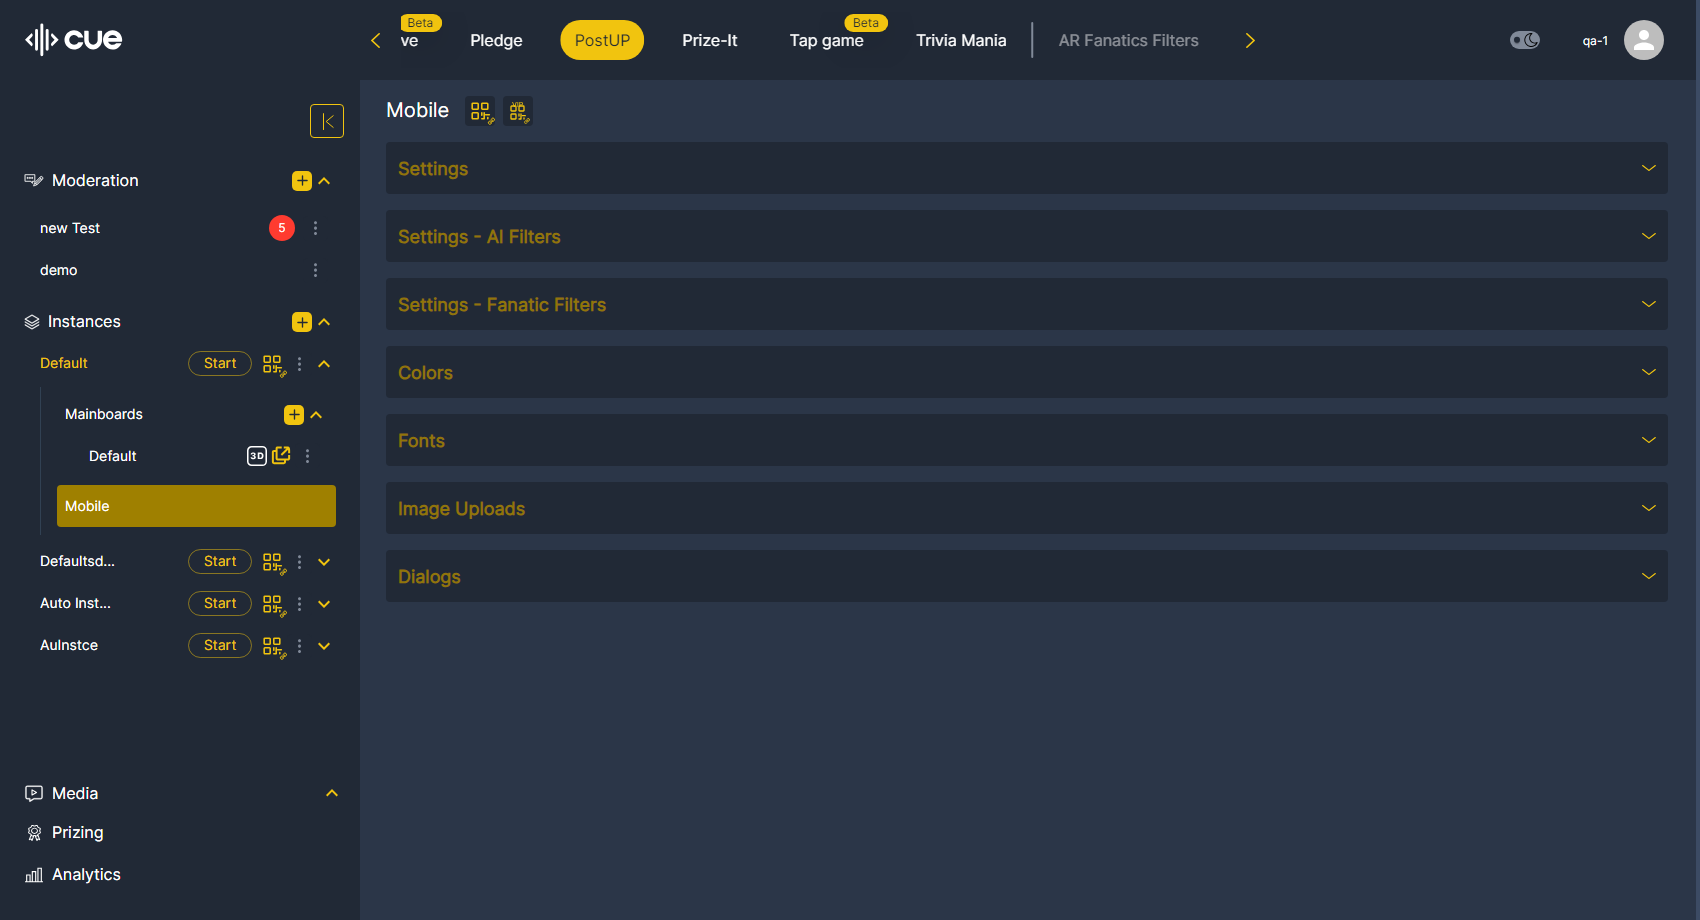 cue
Beta
ve
Pledge
PostUP
Prize-It
Beta
Tap game
Trivia Mania
AR Fanatics Filters
qa-1
Moderation
new Test
5
demo
Instances
Default
Start
Mainboards
Default
3D
Mobile
Defaultsd...
Start
Auto Inst...
Start
AuInstce
Start
Media
Prizing
Analytics
Mobile
Settings
Settings - AI Filters
Settings - Fanatic Filters
Colors
Fonts
Image Uploads
Dialogs